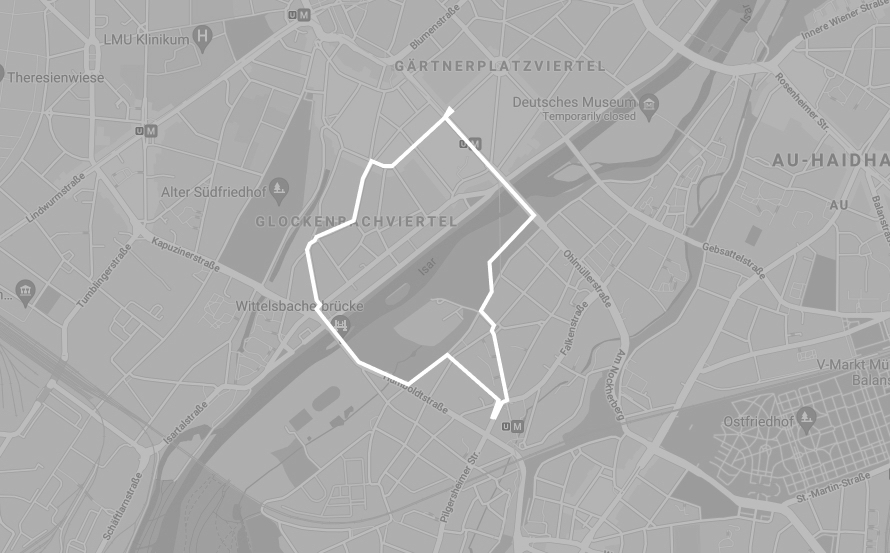 U M
Blumenstraße
Isar
Innere Wiener Straße
LMU Klinikum
H
Theresienwiese
GÄRTNERPLATZVIERTEL
Rosenheimer Str.
Deutsches Museum
Temporarily closed
U M
U M
AU-HAIDHA
Lindwurmstraße
Alter Südfriedhof
GLOCKENBACHVIERTEL
AU
Balanstr
Kapuzinerstraße
Tumblingerstraße
Isar
Ohlmüllerstraße
Gebsattelstraße
n...
Wittelsbacherbrücke
Falkenstraße
Am Nockherberg
V-Markt Mü
Balans
Humboldtstraße
Isartalstraße
U M
Ostfriedhof
Pilgersheimer Str.
St.-Martin-Straße
Schäftlarnstraße